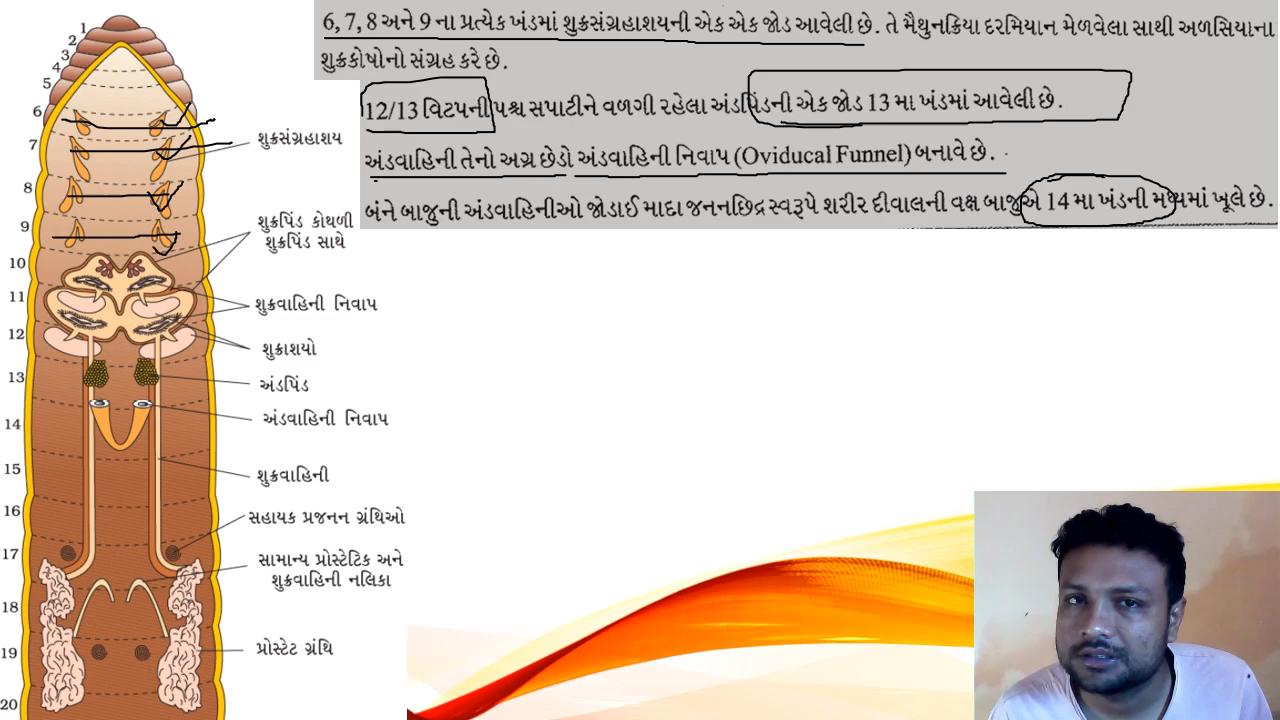 6, 7, 8 અને 9 ના પ્રત્યેક ખંડમાં શુક્રસંગ્રહાશયની એક એક જોડ આવેલી છે. તે મૈથુનક્રિયા દરમિયાન મેળવેલા સાથી અળસિયાના
શુક્રકોષોનો સંગ્રહ કરે છે.
12/13 વિટપની પશ્ચ સપાટીને વળગી રહેલા અંડપિંડની એક જોડ 13 મા ખંડમાં આવેલી છે.
અંડવાહિની તેનો અગ્ર છેડો અંડવાહિની નિવાપ (Oviducal Funnel) બનાવે છે.
બંને બાજુની અંડવાહિનીઓ જોડાઈ માદા જનનછિદ્ર સ્વરૂપે શરીર દીવાલની વક્ષ બાજુએ 14 મા ખંડની મધ્યમાં ખૂલે છે.
1
2
3
4
5
6
શુક્રસંગ્રહાશય
7
8
શુક્રપિંડ કોથળી
9
શુક્રપિંડ સાથે
10
11
શુક્રવાહિની નિવાપ
12
શુક્રાશયો
13
અંડપિંડ
14
અંડવાહિની નિવાપ
15
શુક્રવાહિની
16
સહાયક પ્રજનન ગ્રંથિઓ
17
સામાન્ય પ્રોસ્ટેટિક અને
શુક્રવાહિની નલિકા
18
19
પ્રોસ્ટેટ ગ્રંથિ
20